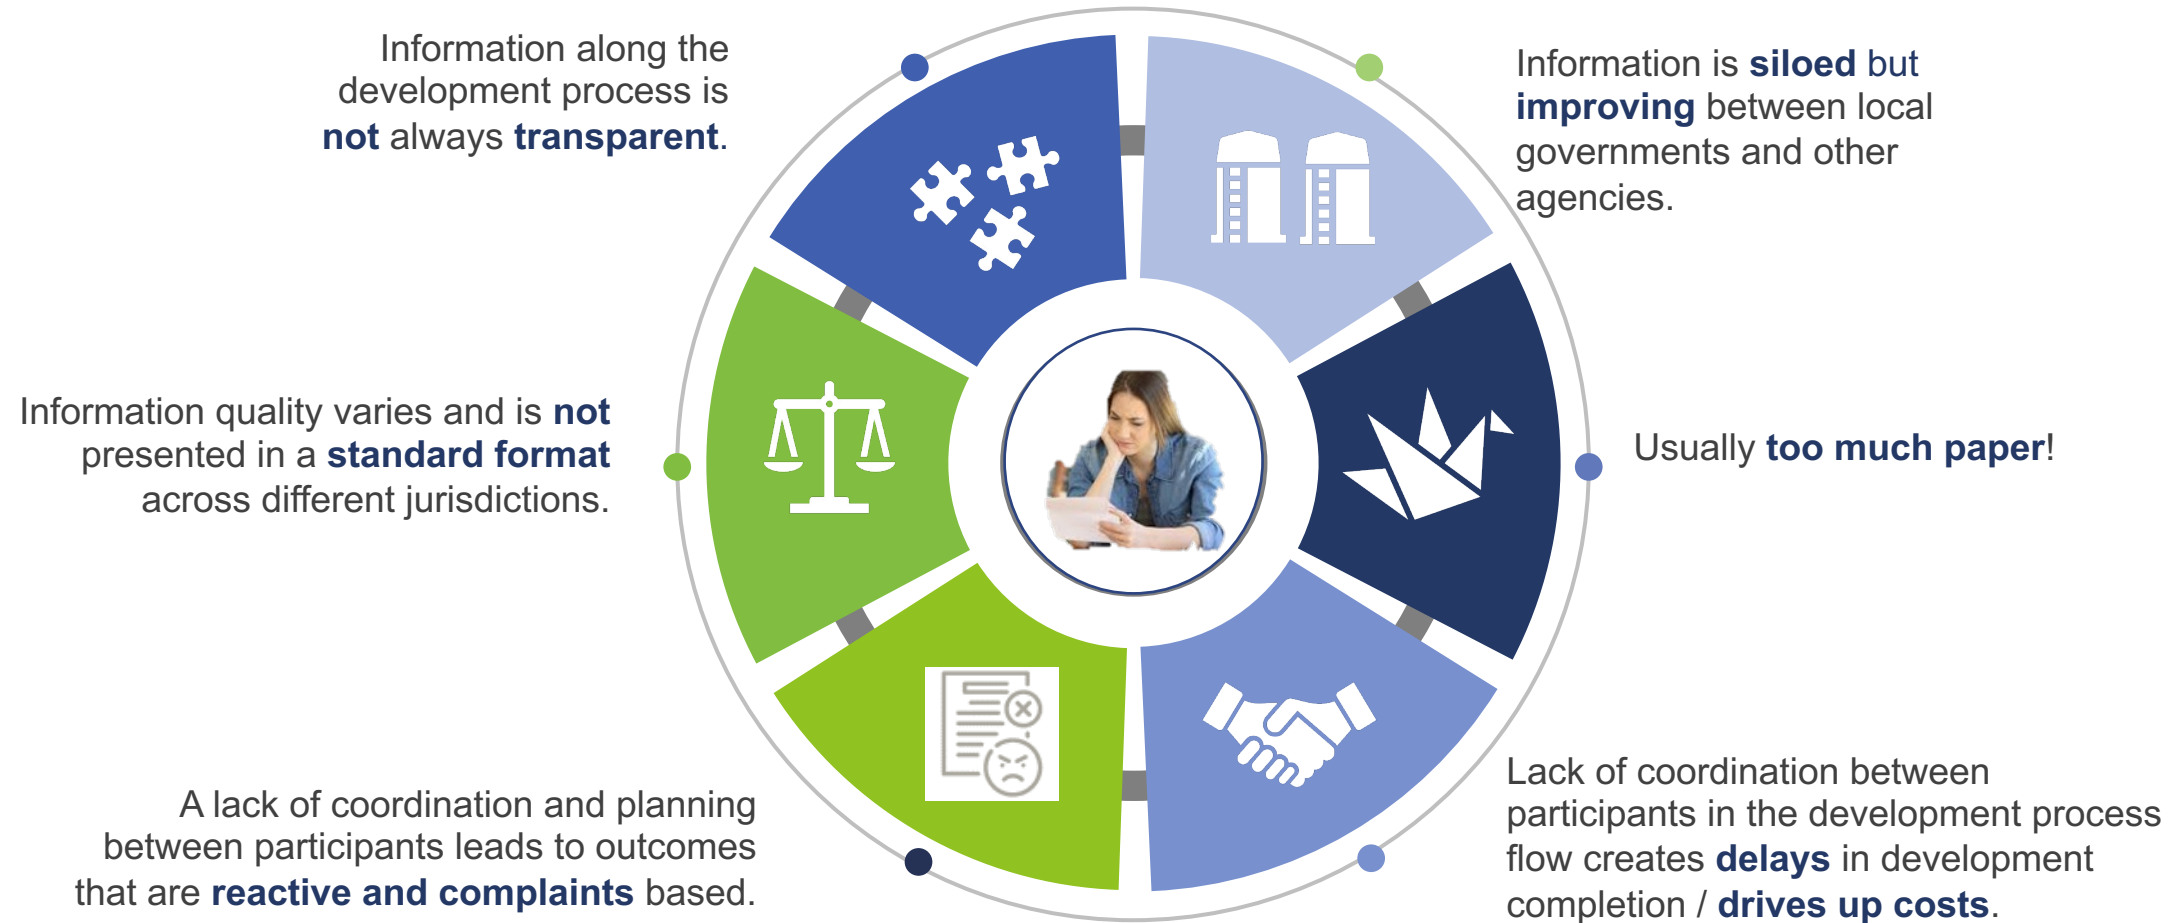 Information along the
development process is
not always transparent.
Information is siloed but
improving between local
governments and other
agencies.
Information quality varies and is not
presented in a standard format
across different jurisdictions.
Usually too much paper!
A lack of coordination and planning
between participants leads to outcomes
that are reactive and complaints based.
Lack of coordination between
participants in the development process
flow creates delays in development
completion / drives up costs.